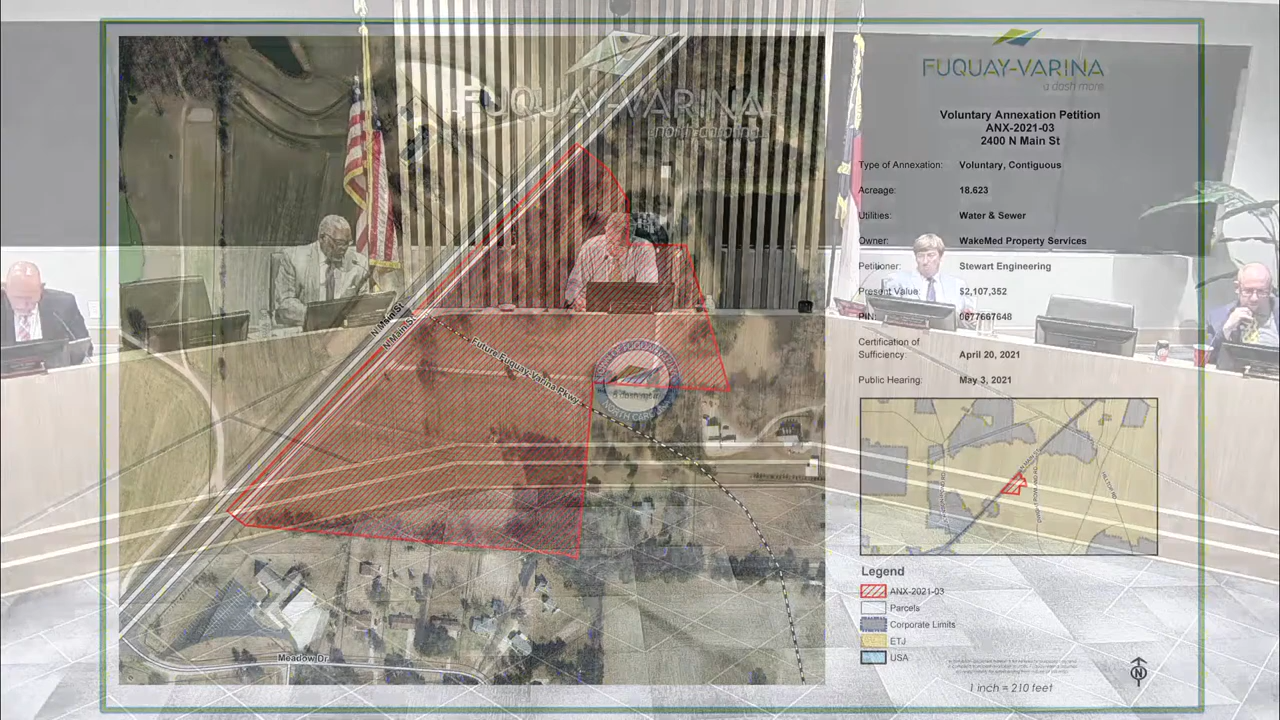 FUQUAY-VARINA
north carolina
FUQUAY-VARINA
a dash more
Voluntary Annexation Petition
ANX-2021-03
2400 N Main St
Type of Annexation: Voluntary, Contiguous
Acreage: 18.623
Utilities: Water & Sewer
Owner: WakeMed Property Services
Petitioner: Stewart Engineering
Present Value: $2,107,352
PIN: 0677667648
Certification of
Sufficiency: April 20, 2021
Public Hearing: May 3, 2021
N Main St
N Main St
Future Fuquay-Varina Pkwy
Meadow Dr
N MAIN ST
HILLTOP RD
Legend
ANX-2021-03
Parcels
Corporate Limits
ETJ
USA
N
1 inch = 210 feet